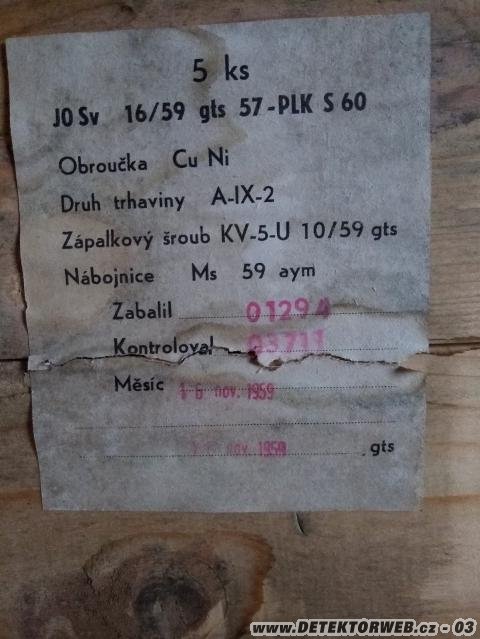 5 ks
JO Sv 16/59 gts 57-PLK S 60
Obroučka Cu Ni
Druh trhaviny A-IX-2
Zápalkový šroub KV-5-U 10/59 gts
Nábojnice Ms 59 aym
Zabalil 01294
Kontroloval 03711
Měsíc 16 nov. 1959
nov. 1959 gts
www.DETEKTORWEB.cz - 03